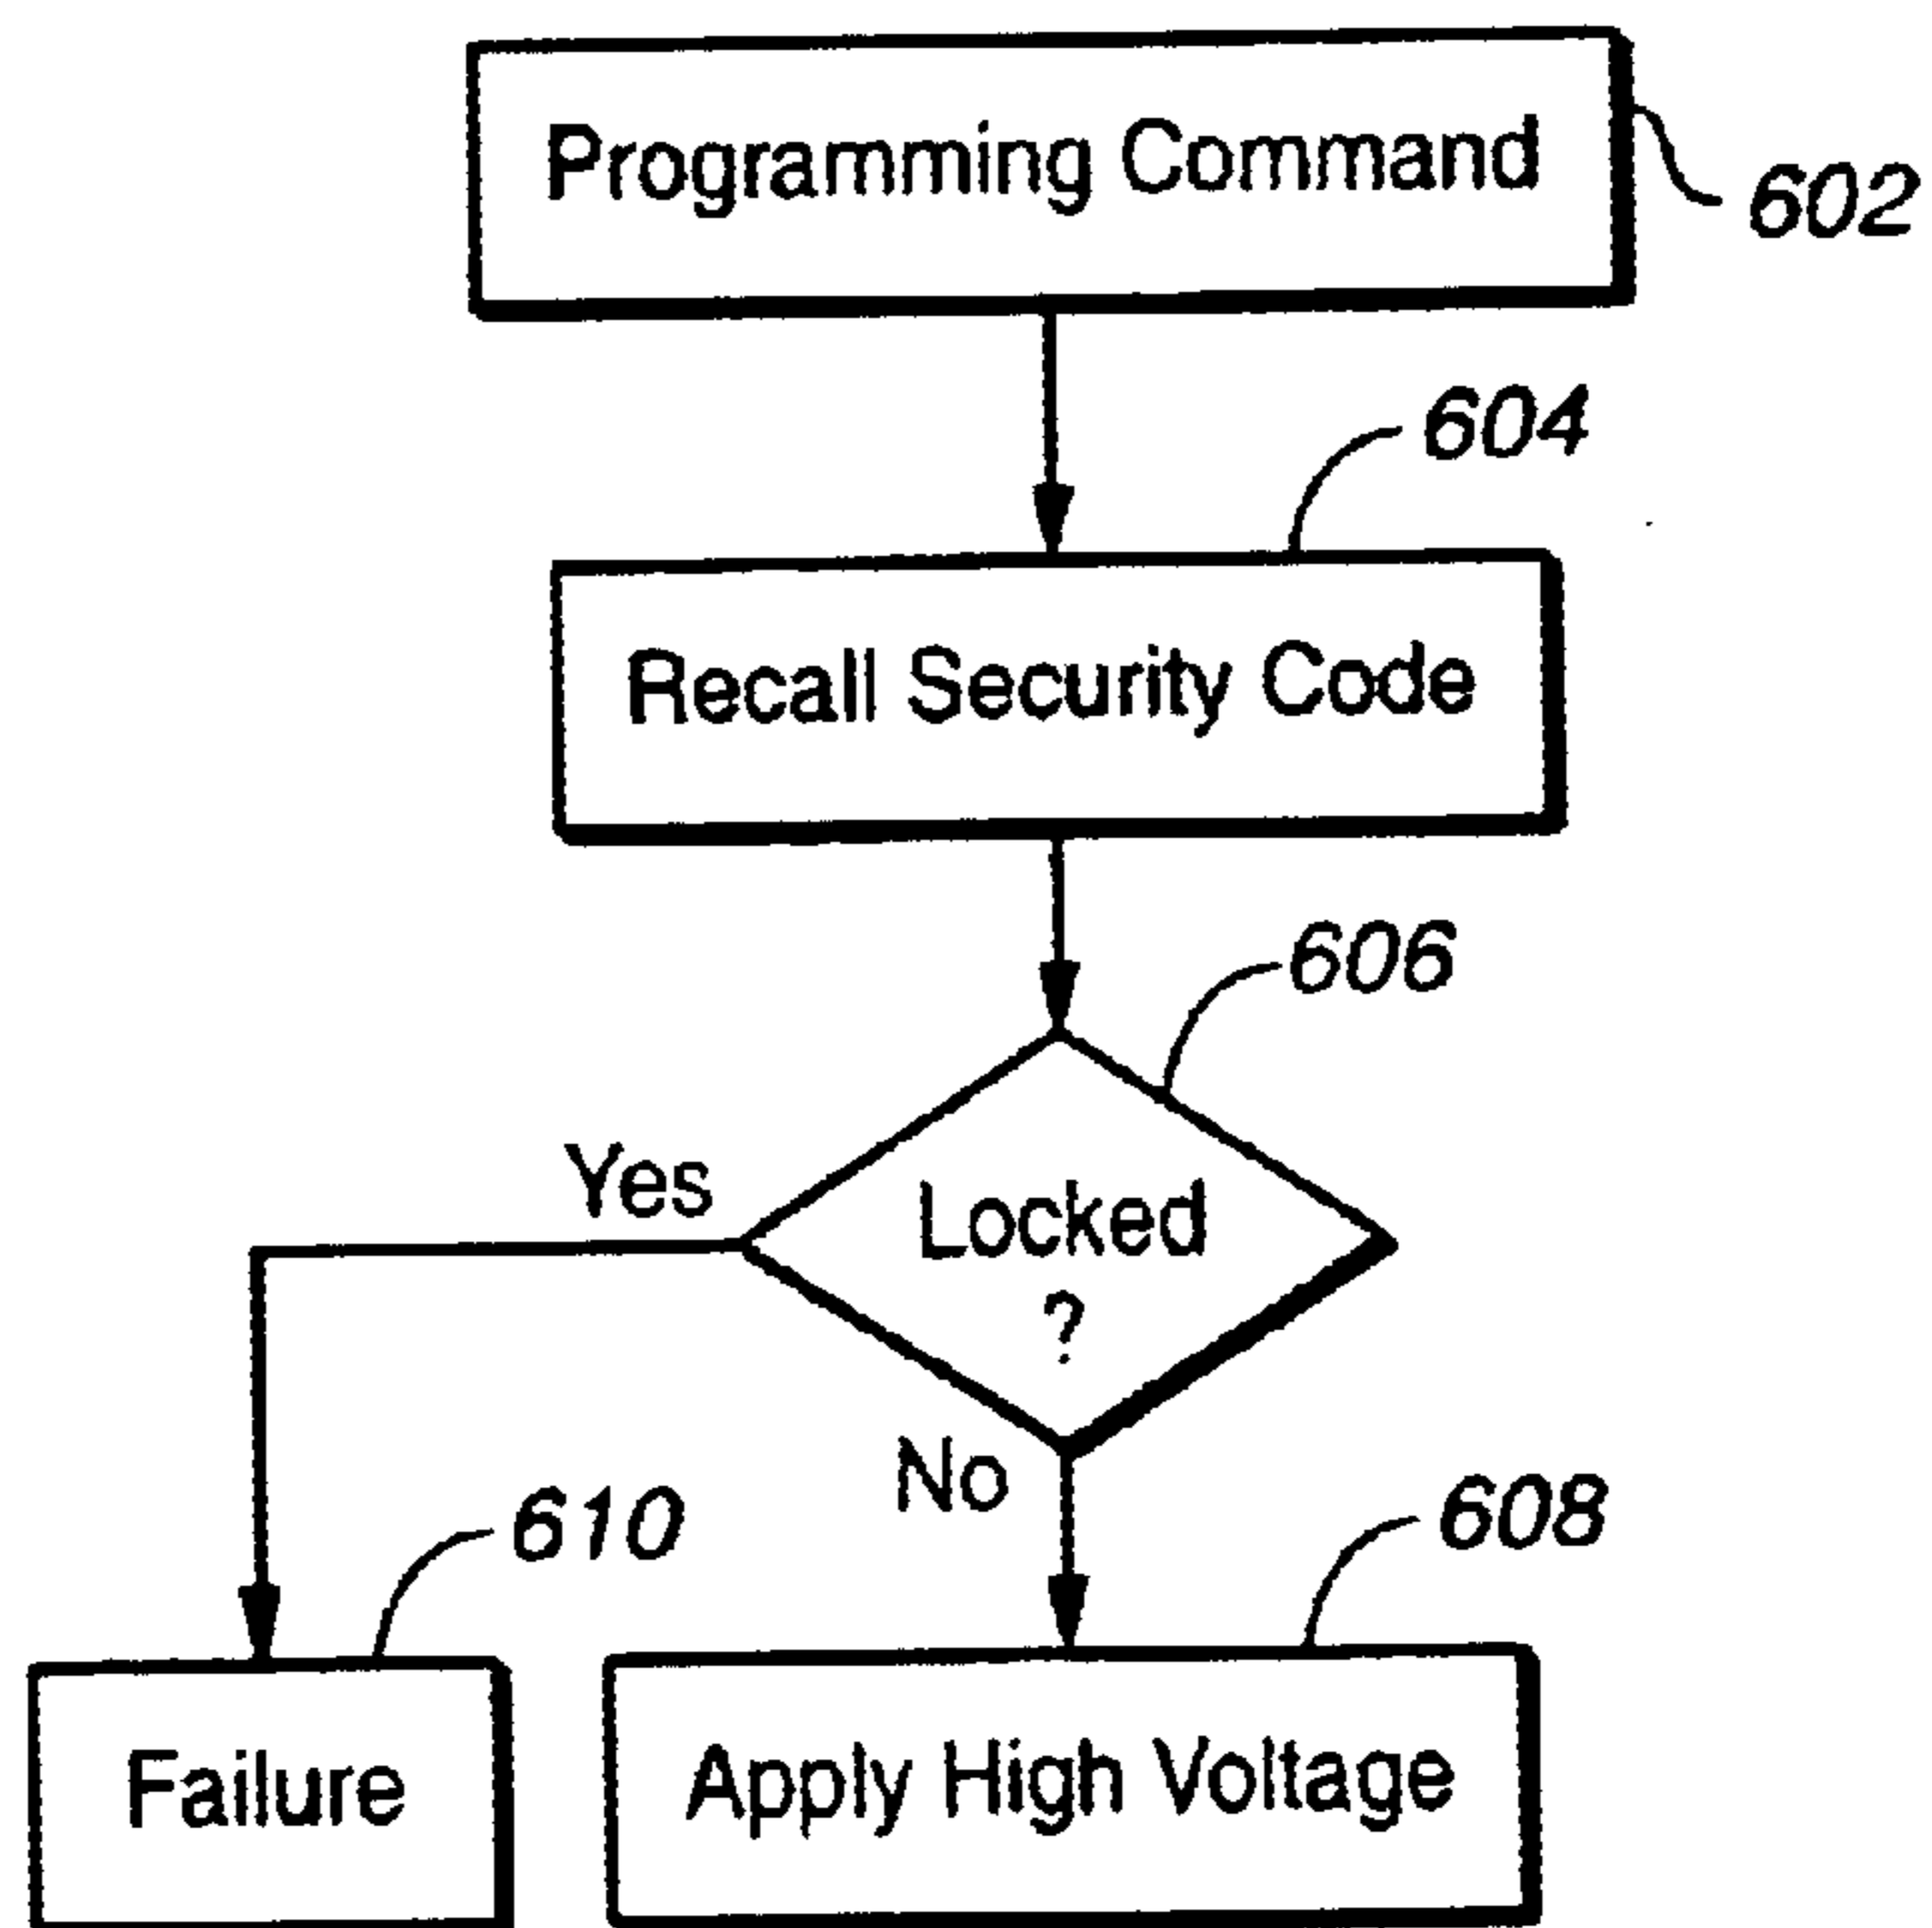 Programming Command
602
604
Recall Security Code
606
Yes
Locked
?
No
610
608
Failure
Apply High Voltage